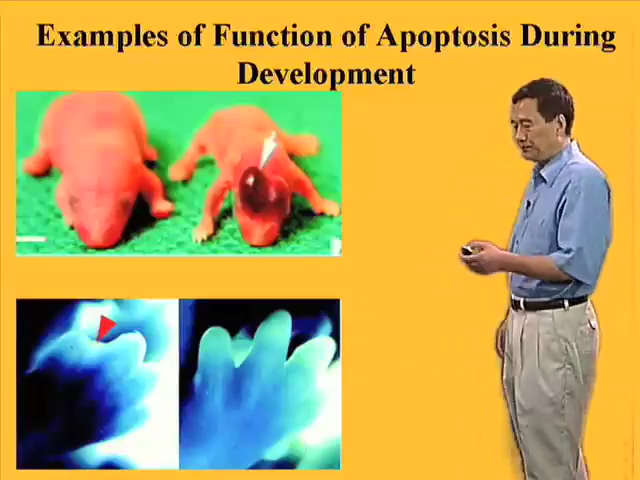 Examples of Function of Apoptosis During
Development